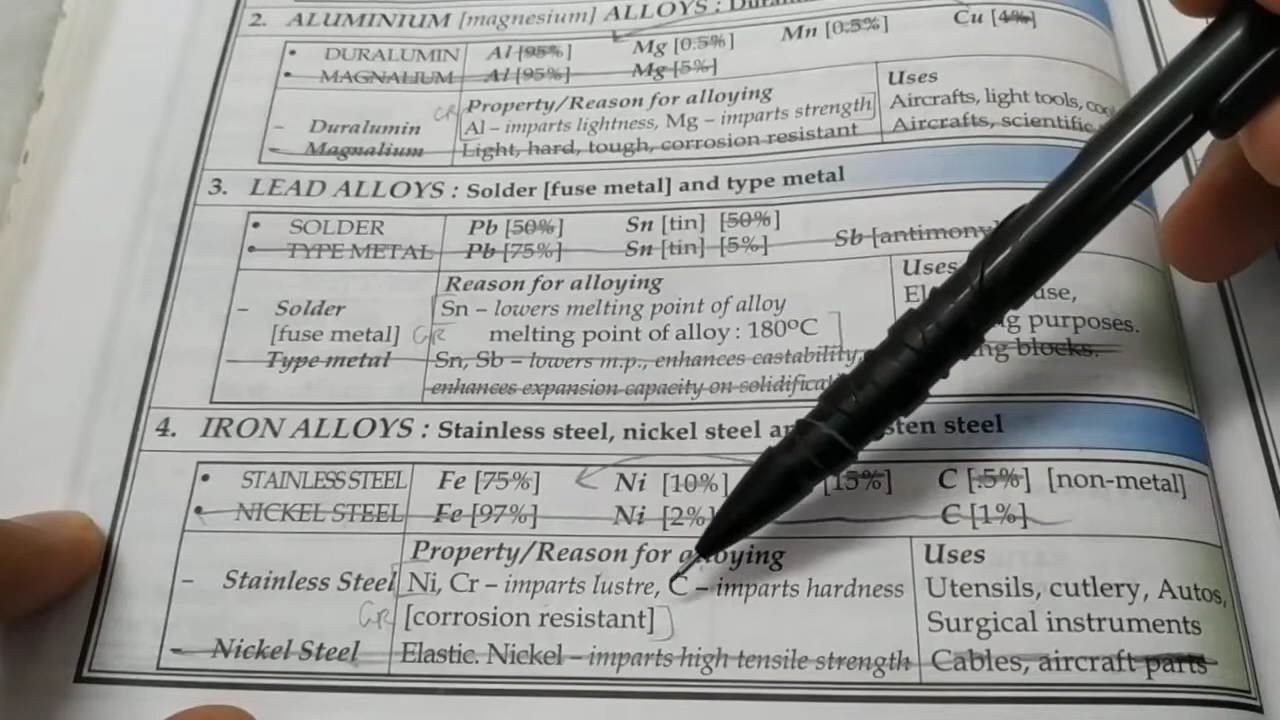 2. ALUMINIUM [magnesium] ALLOYS :
• DURALUMIN Al [95%] Mg [0.5%] Mn [0.5%] Cu [4%]
• MAGNALIUM Al [95%] Mg [5%]
Property/Reason for alloying Uses
– Duralumin GR Al – imparts lightness, Mg – imparts strength Aircrafts, light tools,
– Magnalium Light, hard, tough, corrosion resistant Aircrafts, scientific
3. LEAD ALLOYS : Solder [fuse metal] and type metal
• SOLDER Pb [50%] Sn [tin] [50%]
• TYPE METAL Pb [75%] Sn [tin] [5%] Sb [antimony
Reason for alloying Uses
– Solder Sn – lowers melting point of alloy
[fuse metal] GR melting point of alloy : 180°C purposes.
– Type metal Sn, Sb – lowers m.p., enhances castability, blocks.
enhances expansion capacity on
4. IRON ALLOYS : Stainless steel, nickel steel steel
• STAINLESS STEEL Fe [75%] Ni [10%] [15%] C [.5%] [non-metal]
• NICKEL STEEL Fe [97%] Ni [2%] C [1%]
Property/Reason for alloying Uses
– Stainless Steel Ni, Cr – imparts lustre, C – imparts hardness Utensils, cutlery, Autos,
GR [corrosion resistant] Surgical instruments
– Nickel Steel Elastic. Nickel – imparts high tensile strength Cables, aircraft parts